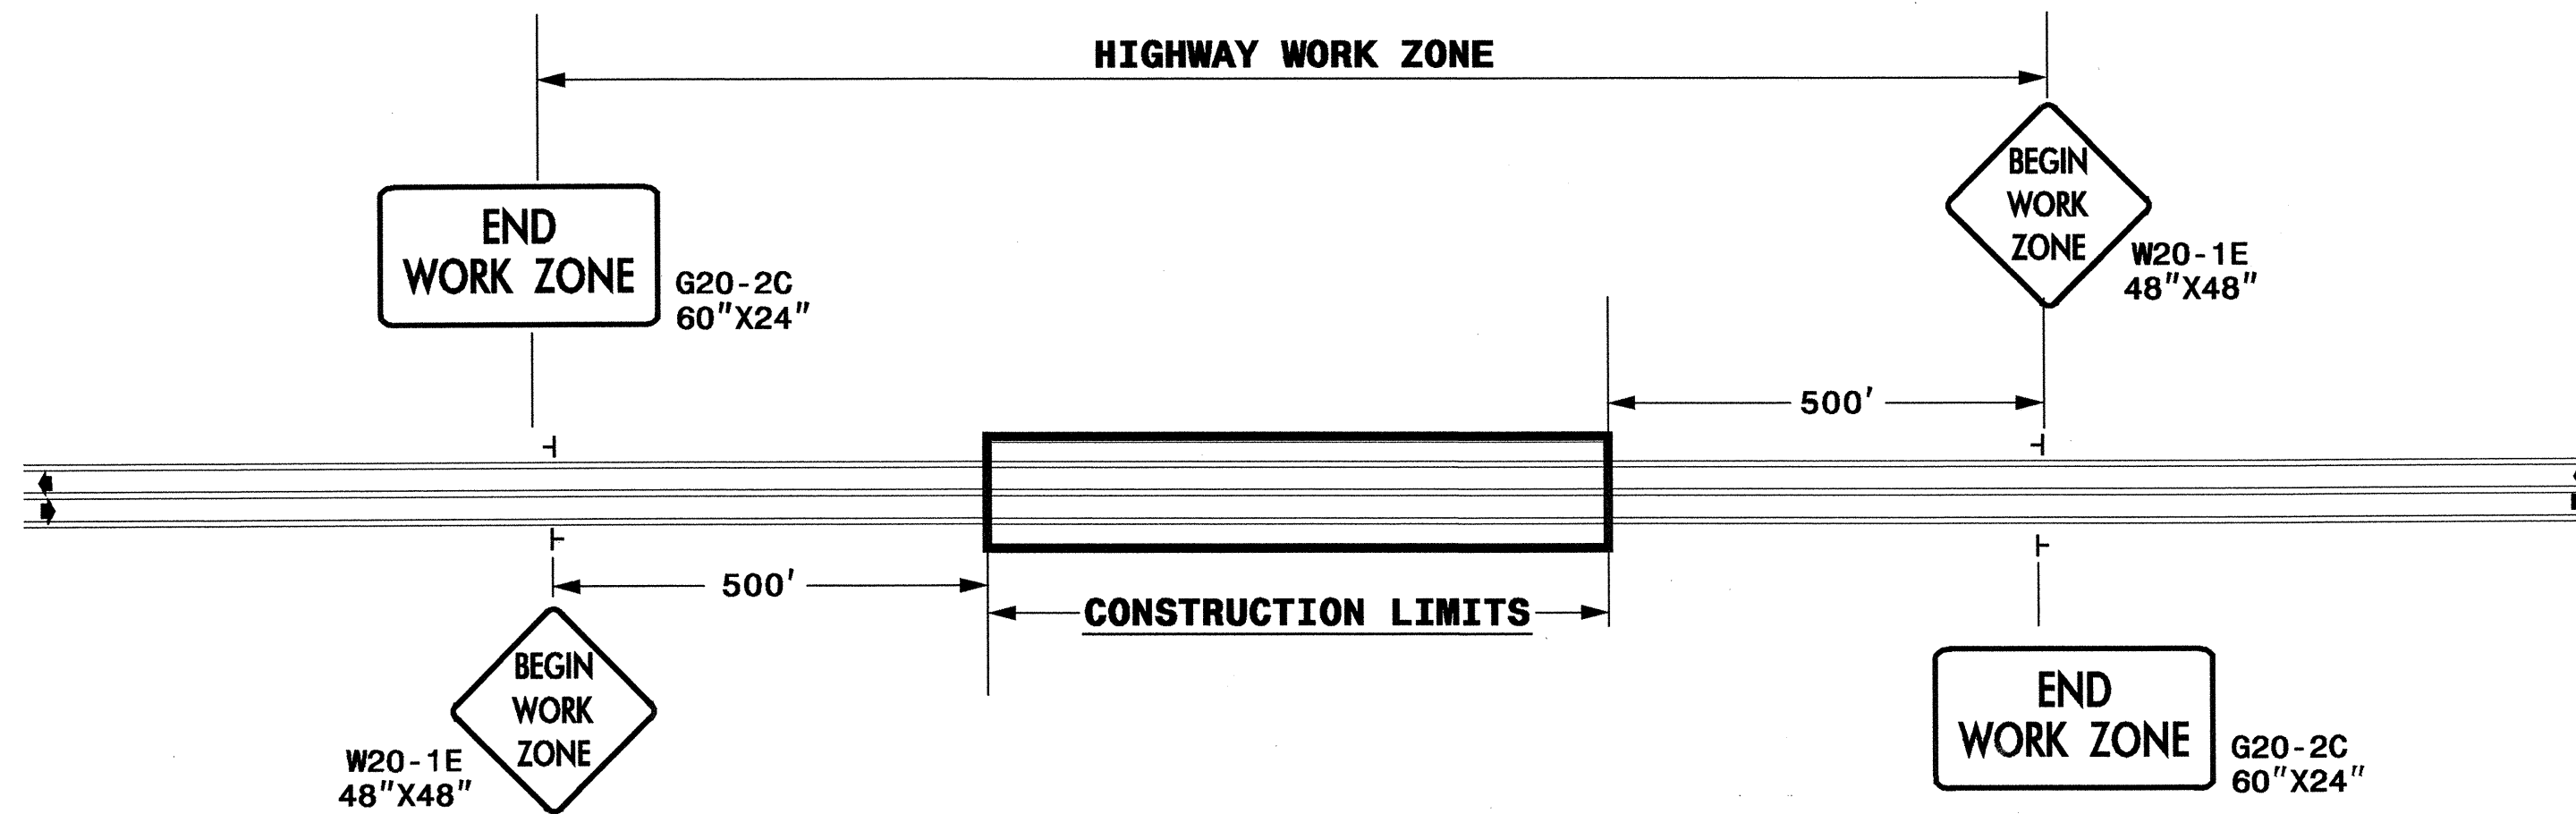 HIGHWAY WORK ZONE
END
WORK ZONE
G20-2C
60"X24"
BEGIN
WORK
ZONE
W20-1E
48"X48"
500'
500'
CONSTRUCTION LIMITS
BEGIN
WORK
ZONE
W20-1E
48"X48"
END
WORK ZONE
G20-2C
60"X24"